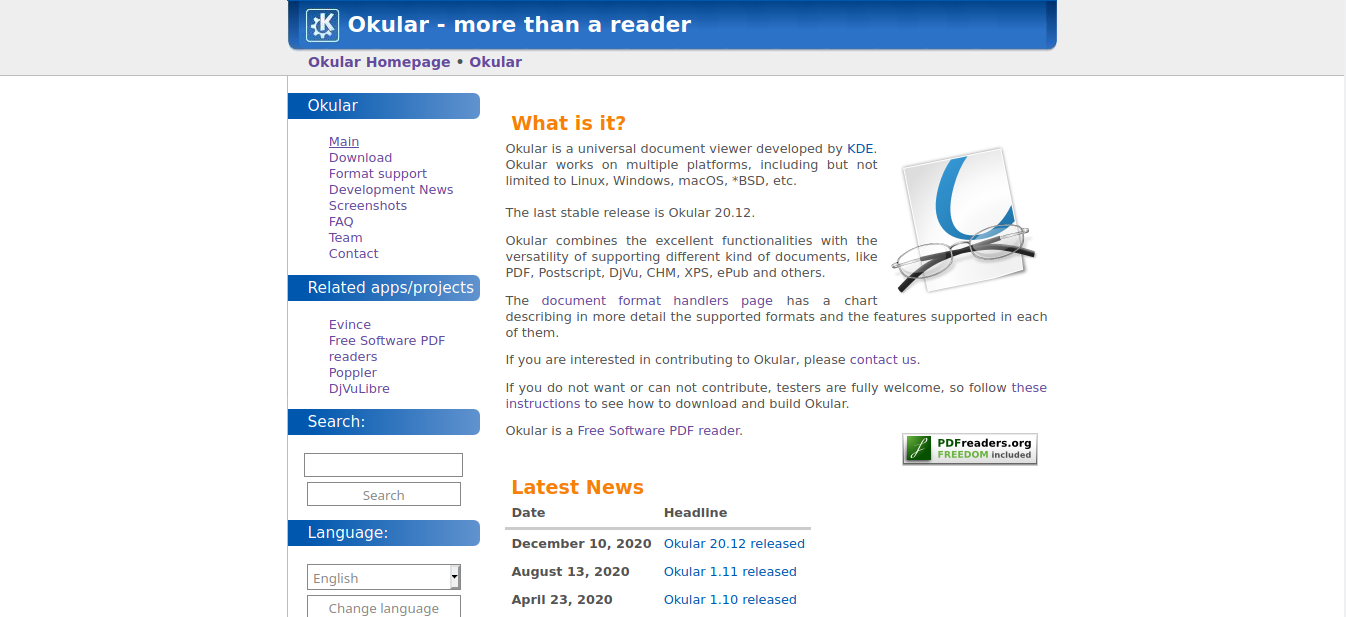 Okular - more than a reader
Okular Homepage • Okular
Okular
Main
Download
Format support
Development News
Screenshots
FAQ
Team
Contact
Related apps/projects
Evince
Free Software PDF
readers
Poppler
DjVuLibre
Search:
Search
Language:
English
Change language
What is it?
Okular is a universal document viewer developed by KDE.
Okular works on multiple platforms, including but not
limited to Linux, Windows, macOS, *BSD, etc.
The last stable release is Okular 20.12.
Okular combines the excellent functionalities with the
versatility of supporting different kind of documents, like
PDF, Postscript, DjVu, CHM, XPS, ePub and others.
The document format handlers page has a chart
describing in more detail the supported formats and the features supported in each
of them.
If you are interested in contributing to Okular, please contact us.
If you do not want or can not contribute, testers are fully welcome, so follow these
instructions to see how to download and build Okular.
Okular is a Free Software PDF reader.
PDFreaders.org
FREEDOM included
Latest News
Date Headline
December 10, 2020 Okular 20.12 released
August 13, 2020 Okular 1.11 released
April 23, 2020 Okular 1.10 released